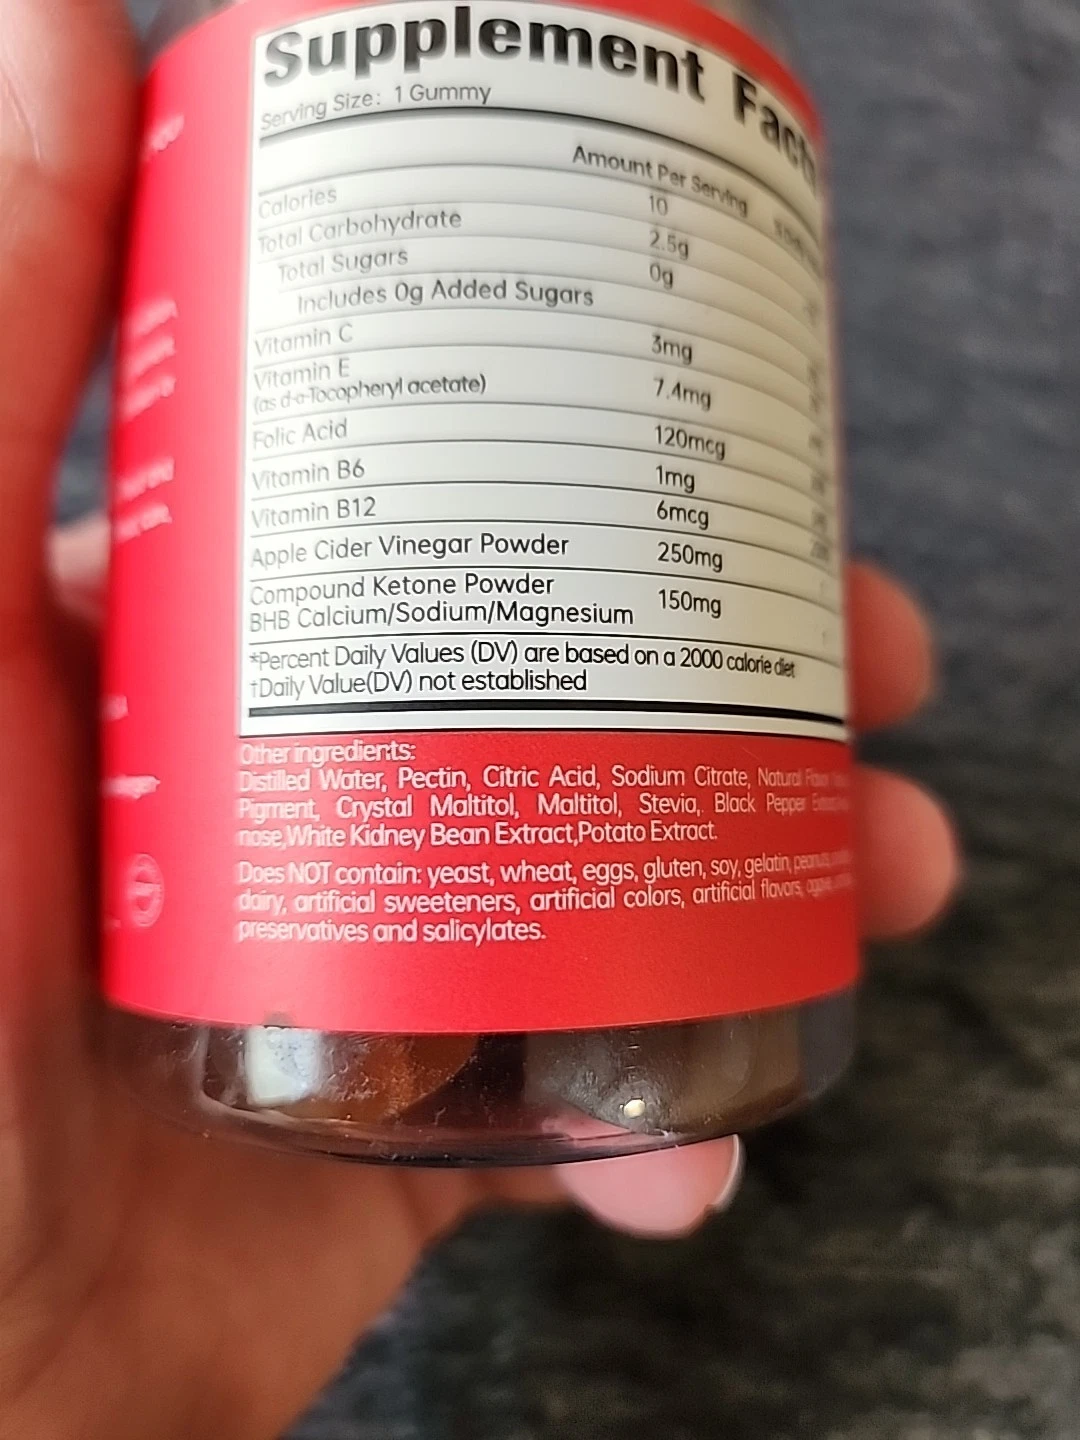 Supplement Facts
Serving Size: 1 Gummy
Amount Per Serving
Calories 10
Total Carbohydrate 2.5g
Total Sugars 0g
Includes 0g Added Sugars
Vitamin C 3mg
Vitamin E 7.4mg
(as d-a-Tocopheryl acetate)
Folic Acid 120mcg
Vitamin B6 1mg
Vitamin B12 6mcg
Apple Cider Vinegar Powder 250mg
Compound Ketone Powder 150mg
BHB Calcium/Sodium/Magnesium
*Percent Daily Values (DV) are based on a 2000 calorie diet
†Daily Value(DV) not established
Other ingredients:
Distilled Water, Pectin, Citric Acid, Sodium Citrate, Natural
Pigment, Crystal Maltitol, Maltitol, Stevia,. Black Pepper
nose,White Kidney Bean Extract,Potato Extract.
Does NOT contain: yeast, wheat, eggs, gluten, soy, gelatin, peanuts,
dairy, artificial sweeteners, artificial colors, artificial flavors,
preservatives and salicylates.